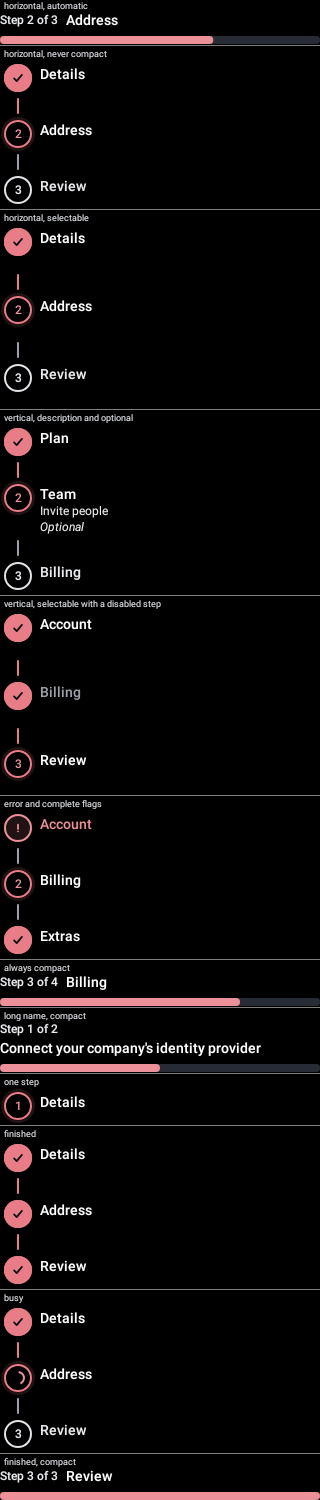 horizontal, automatic
Step 2 of 3 Address
horizontal, never compact
Details
2 Address
3 Review
horizontal, selectable
Details
2 Address
3 Review
vertical, description and optional
Plan
2 Team
Invite people
Optional
3 Billing
vertical, selectable with a disabled step
Account
Billing
3 Review
error and complete flags
! Account
2 Billing
Extras
always compact
Step 3 of 4 Billing
long name, compact
Step 1 of 2
Connect your company's identity provider
one step
1 Details
finished
Details
Address
Review
busy
Details
Address
3 Review
finished, compact
Step 3 of 3 Review